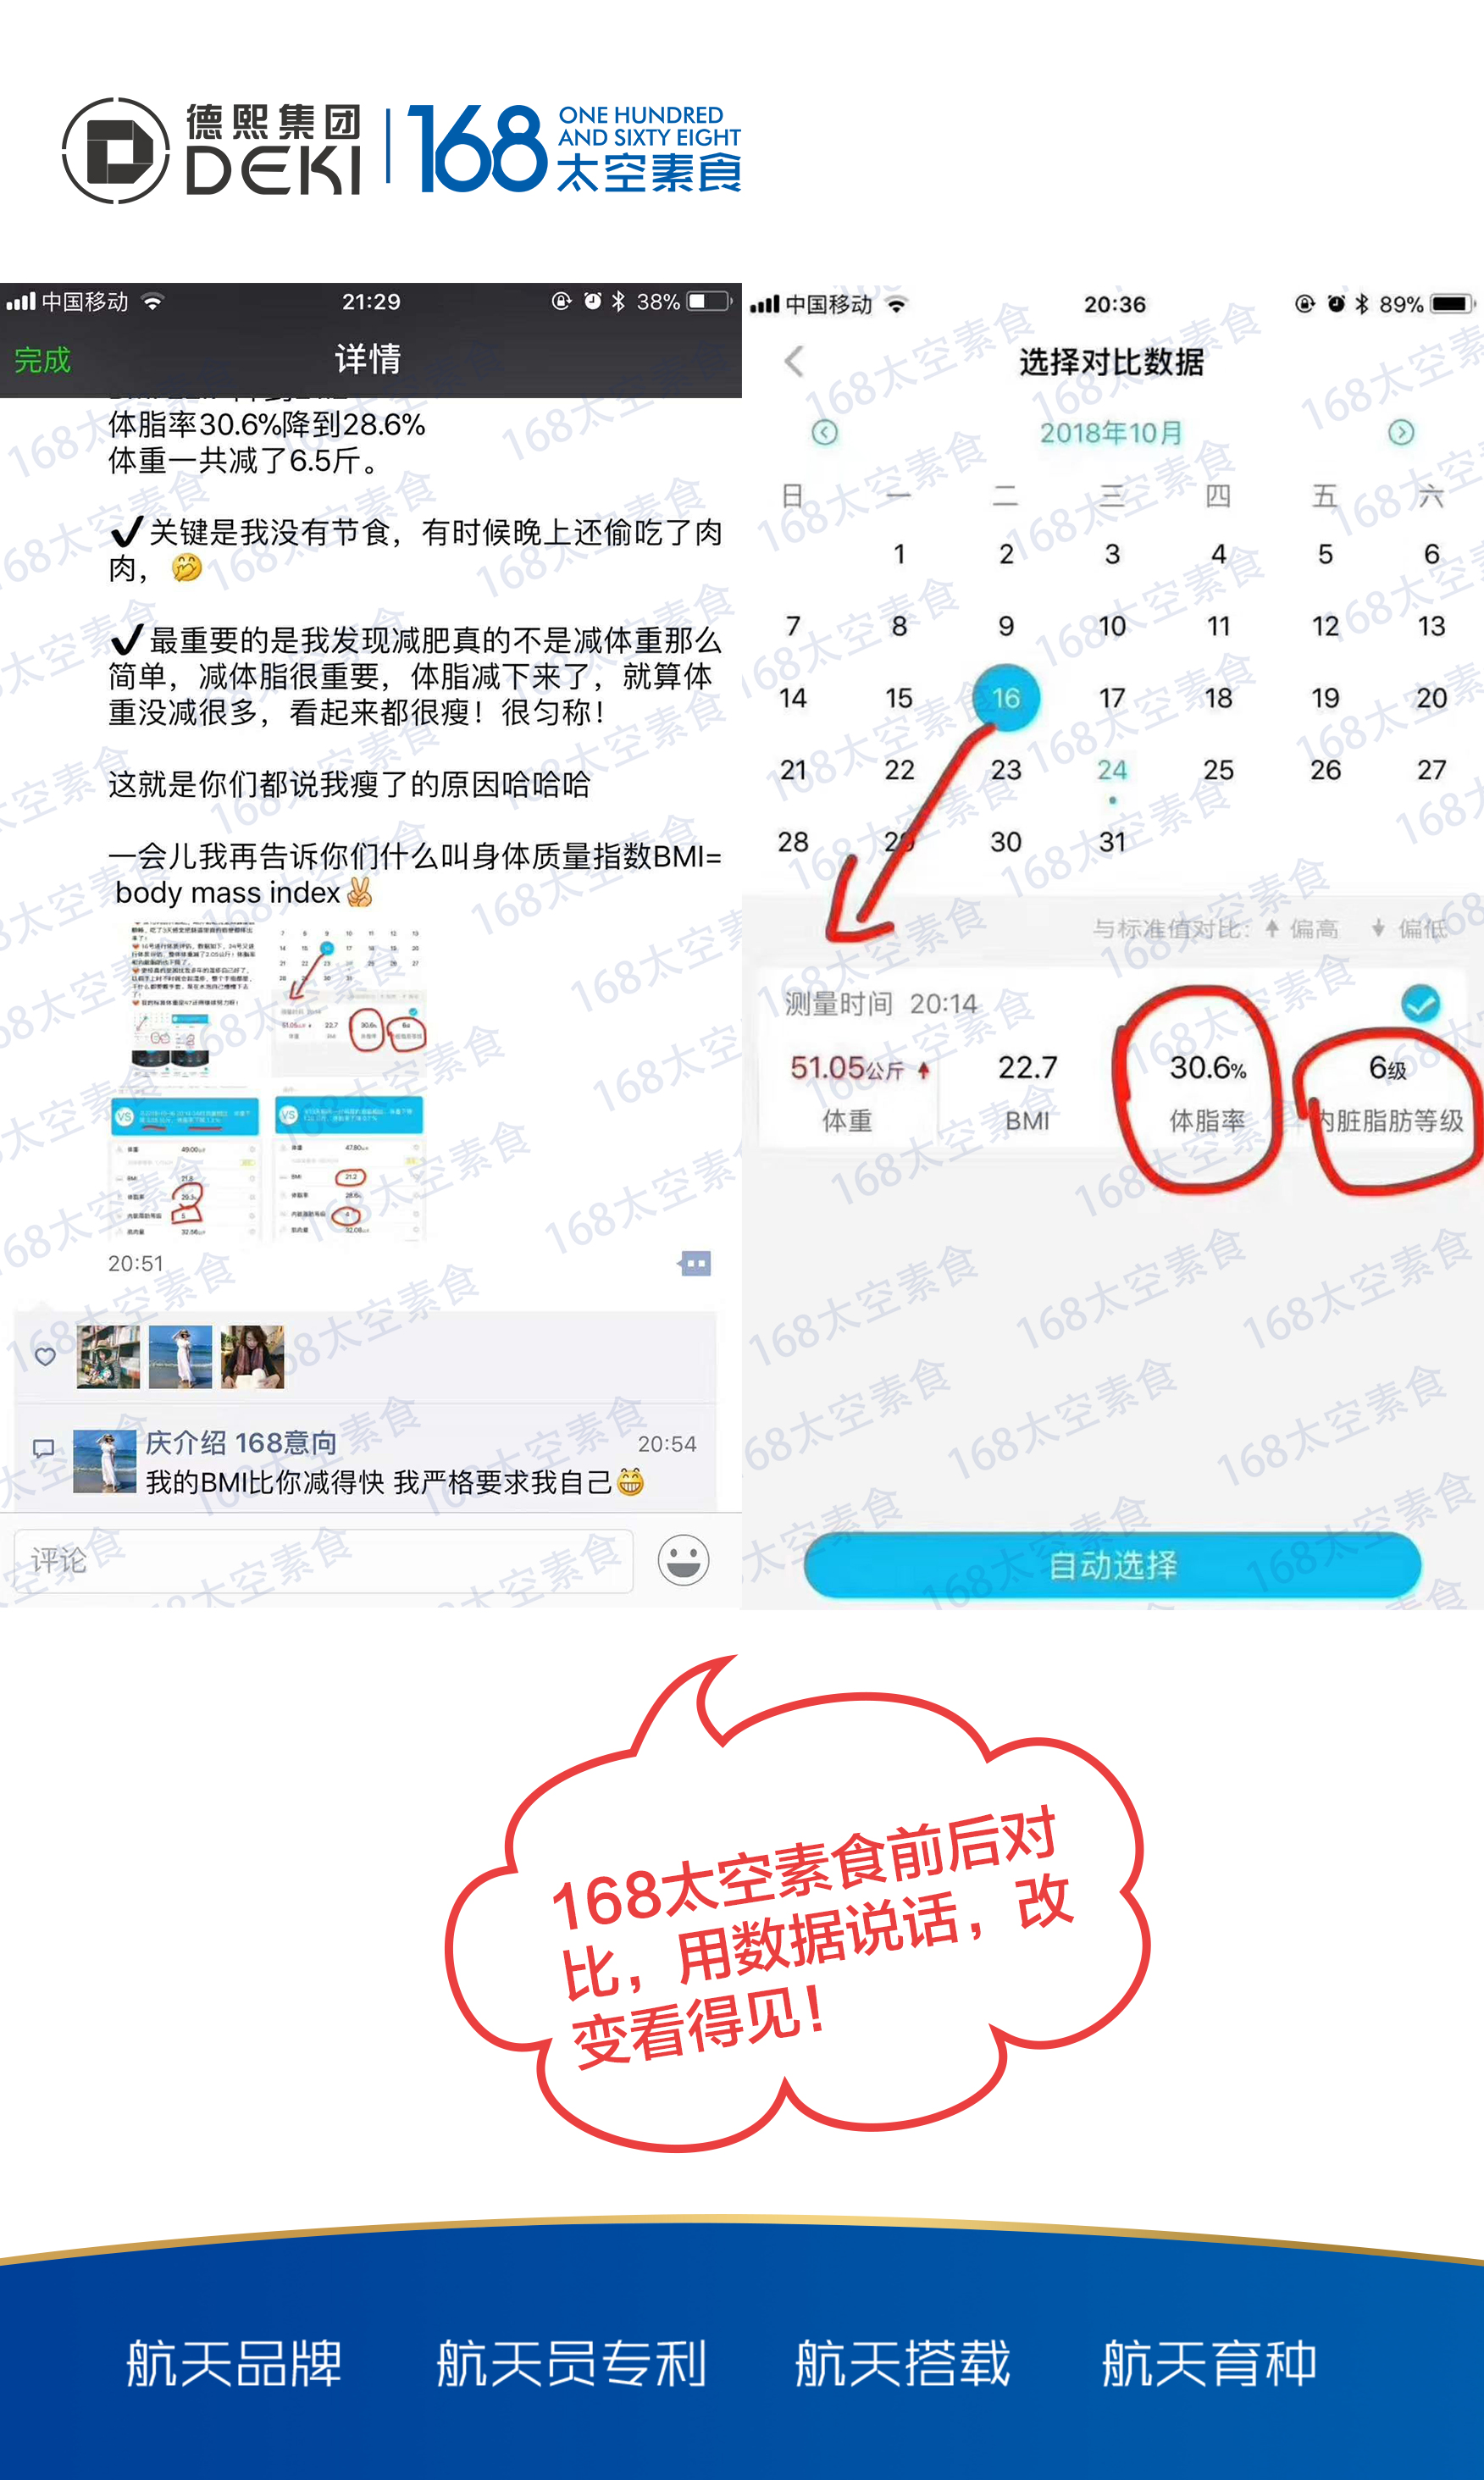 德熙集团
DEKI
168
ONE HUNDRED
AND SIXTY EIGHT
太空素食
中国移动
21:29
38%
完成
详情
体脂率30.6%降到28.6%
体重一共减了6.5斤。
✔关键是我没有节食，有时候晚上还偷吃了肉
肉，🤭
✔最重要的是我发现减肥真的不是减体重那么
简单，减体脂很重要，体脂减下来了，就算体
重没减很多，看起来都很瘦！很匀称！
这就是你们都说我瘦了的原因哈哈哈
一会儿我再告诉你们什么叫身体质量指数BMI=
body mass index✌
20:51
庆介绍 168意向
20:54
我的BMI比你减得快 我严格要求我自己😁
评论
中国移动
20:36
89%
选择对比数据
2018年10月
日 一 二 三 四 五 六
1 2 3 4 5 6
7 8 9 10 11 12 13
14 15 16 17 18 19 20
21 22 23 24 25 26 27
28 29 30 31
与标准值对比：⬆ 偏高 ⬇ 偏低
测量时间 20:14
51.05公斤 ⬆ 22.7 30.6% 6级
体重 BMI 体脂率 内脏脂肪等级
自动选择
168太空素食前后对
比，用数据说话，改
变看得见！
航天品牌 航天员专利 航天搭载 航天育种